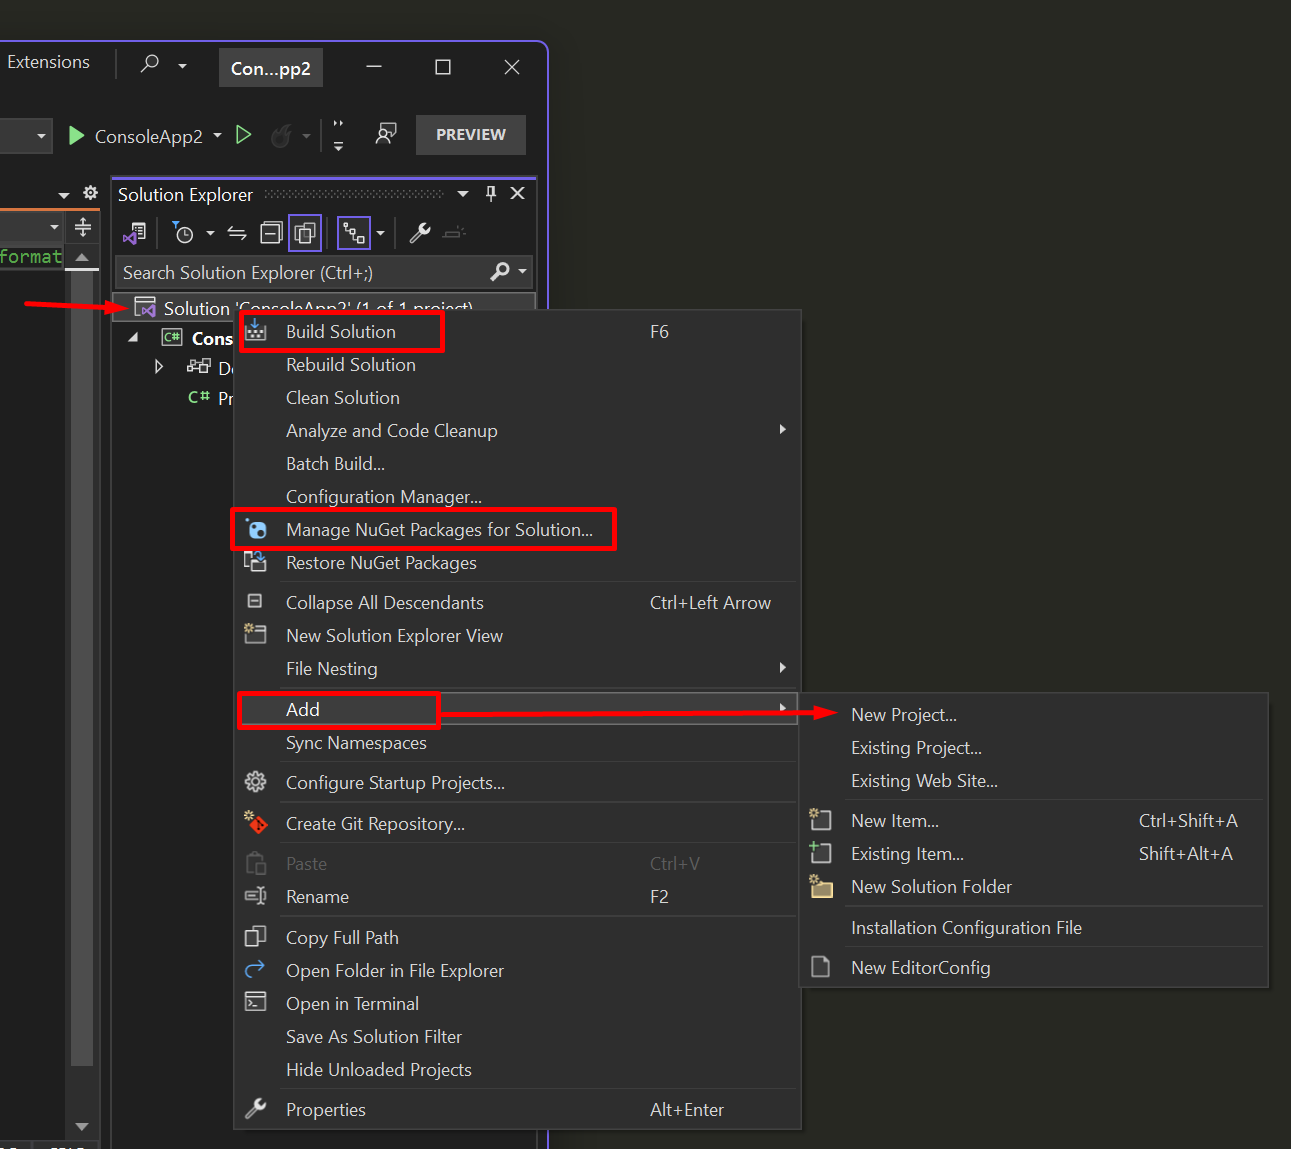 Extensions
Con...pp2
ConsoleApp2
PREVIEW
Solution Explorer
format
Search Solution Explorer (Ctrl+;)
Solution 'ConsoleApp2' (1 of 1 project)
C# Cons
C# Pr
Build Solution F6
Rebuild Solution
Clean Solution
Analyze and Code Cleanup
Batch Build...
Configuration Manager...
Manage NuGet Packages for Solution...
Restore NuGet Packages
Collapse All Descendants Ctrl+Left Arrow
New Solution Explorer View
File Nesting
Add
Sync Namespaces
Configure Startup Projects...
Create Git Repository...
Paste Ctrl+V
Rename F2
Copy Full Path
Open Folder in File Explorer
Open in Terminal
Save As Solution Filter
Hide Unloaded Projects
Properties Alt+Enter
New Project...
Existing Project...
Existing Web Site...
New Item... Ctrl+Shift+A
Existing Item... Shift+Alt+A
New Solution Folder
Installation Configuration File
New EditorConfig